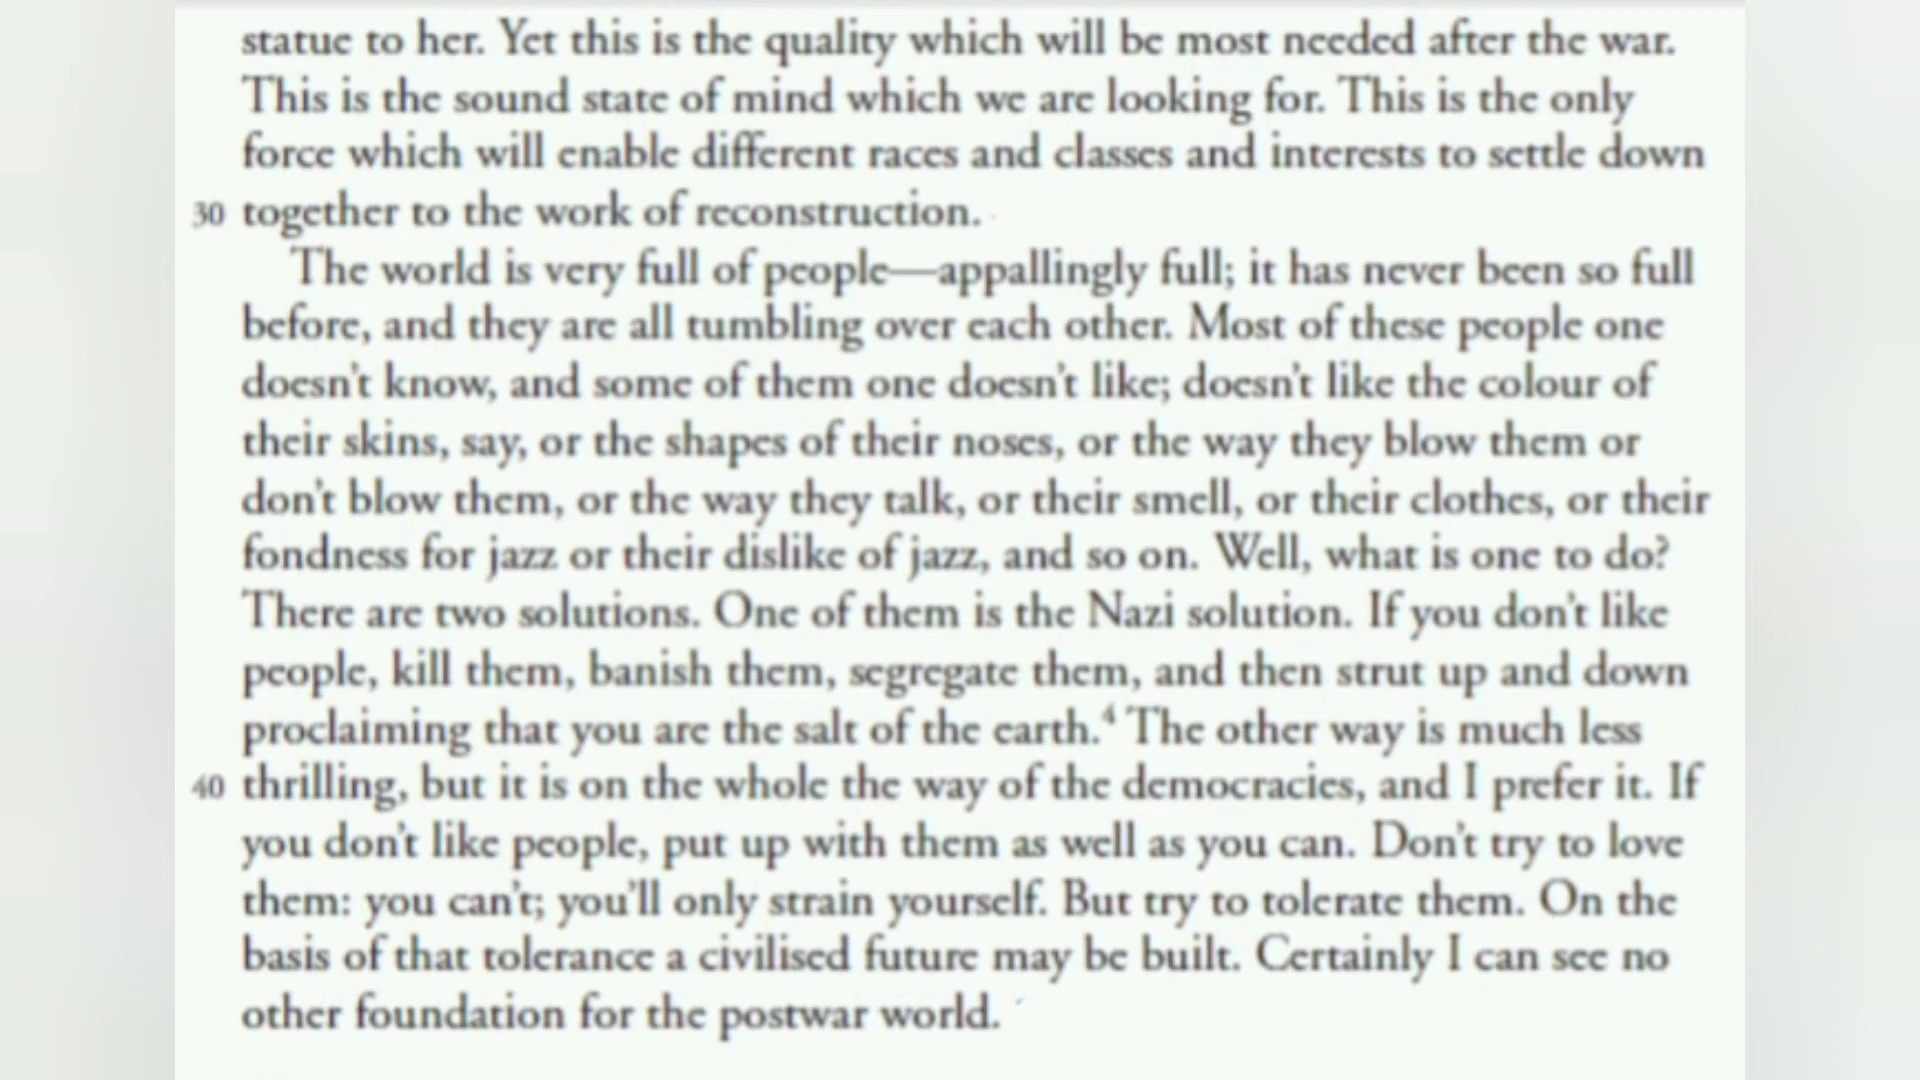 statue to her. Yet this is the quality which will be most needed after the war.
This is the sound state of mind which we are looking for. This is the only
force which will enable different races and classes and interests to settle down
30 together to the work of reconstruction.
The world is very full of people—appallingly full; it has never been so full
before, and they are all tumbling over each other. Most of these people one
doesn't know, and some of them one doesn't like; doesn't like the colour of
their skins, say, or the shapes of their noses, or the way they blow them or
don't blow them, or the way they talk, or their smell, or their clothes, or their
fondness for jazz or their dislike of jazz, and so on. Well, what is one to do?
There are two solutions. One of them is the Nazi solution. If you don't like
people, kill them, banish them, segregate them, and then strut up and down
proclaiming that you are the salt of the earth.4 The other way is much less
40 thrilling, but it is on the whole the way of the democracies, and I prefer it. If
you don't like people, put up with them as well as you can. Don't try to love
them: you can't; you'll only strain yourself. But try to tolerate them. On the
basis of that tolerance a civilised future may be built. Certainly I can see no
other foundation for the postwar world.